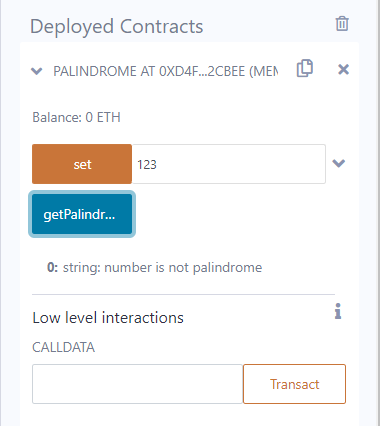 Deployed Contracts
PALINDROME AT 0XD4F...2CBEE (MEM
Balance: 0 ETH
set 123
getPalindr...
0: string: number is not palindrome
Low level interactions
CALLDATA
Transact